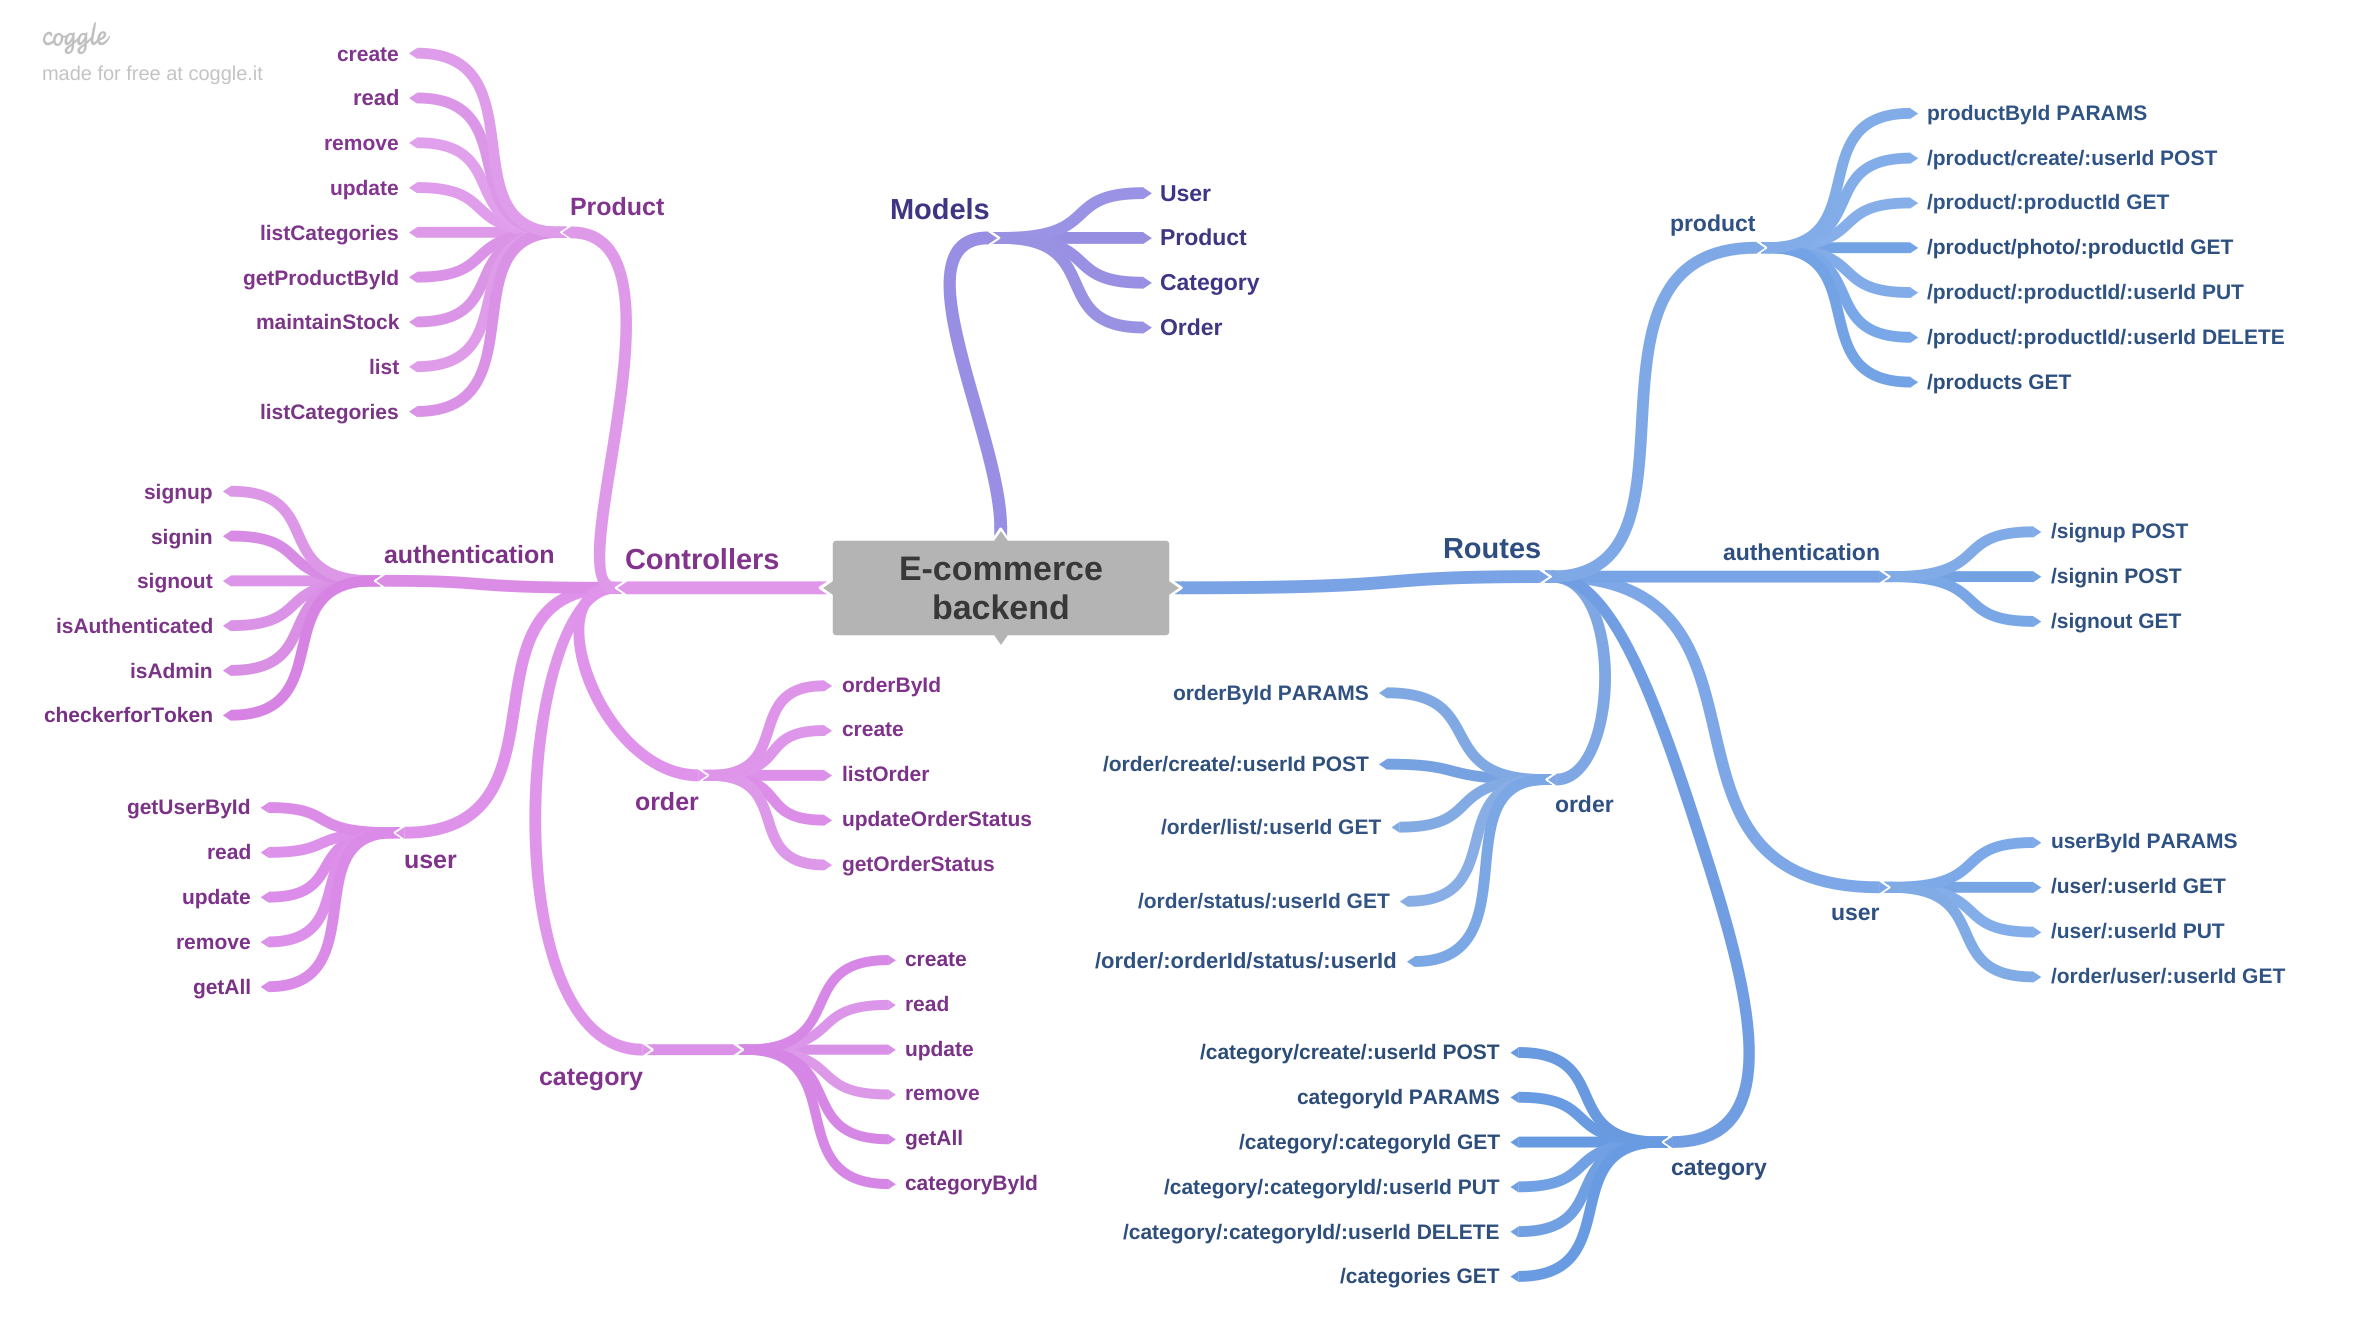 coggle
made for free at coggle.it
E-commerce
backend
Models
User
Product
Category
Order
Controllers
Product
create
read
remove
update
listCategories
getProductById
maintainStock
list
listCategories
authentication
signup
signin
signout
isAuthenticated
isAdmin
checkerforToken
user
getUserById
read
update
remove
getAll
order
orderById
create
listOrder
updateOrderStatus
getOrderStatus
category
create
read
update
remove
getAll
categoryById
Routes
product
productById PARAMS
/product/create/:userId POST
/product/:productId GET
/product/photo/:productId GET
/product/:productId/:userId PUT
/product/:productId/:userId DELETE
/products GET
authentication
/signup POST
/signin POST
/signout GET
order
orderById PARAMS
/order/create/:userId POST
/order/list/:userId GET
/order/status/:userId GET
/order/:orderId/status/:userId
user
userById PARAMS
/user/:userId GET
/user/:userId PUT
/order/user/:userId GET
category
/category/create/:userId POST
categoryId PARAMS
/category/:categoryId GET
/category/:categoryId/:userId PUT
/category/:categoryId/:userId DELETE
/categories GET